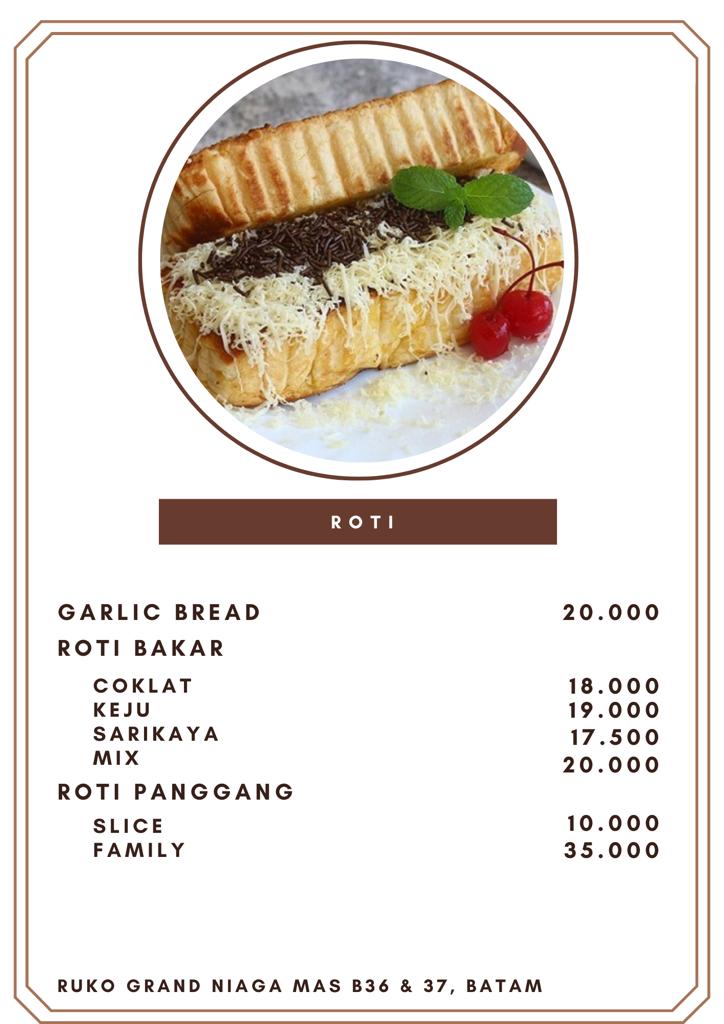 ROTI
GARLIC BREAD 20.000
ROTI BAKAR
COKLAT 18.000
KEJU 19.000
SARIKAYA 17.500
MIX 20.000
ROTI PANGGANG
SLICE 10.000
FAMILY 35.000
RUKO GRAND NIAGA MAS B36 & 37, BATAM